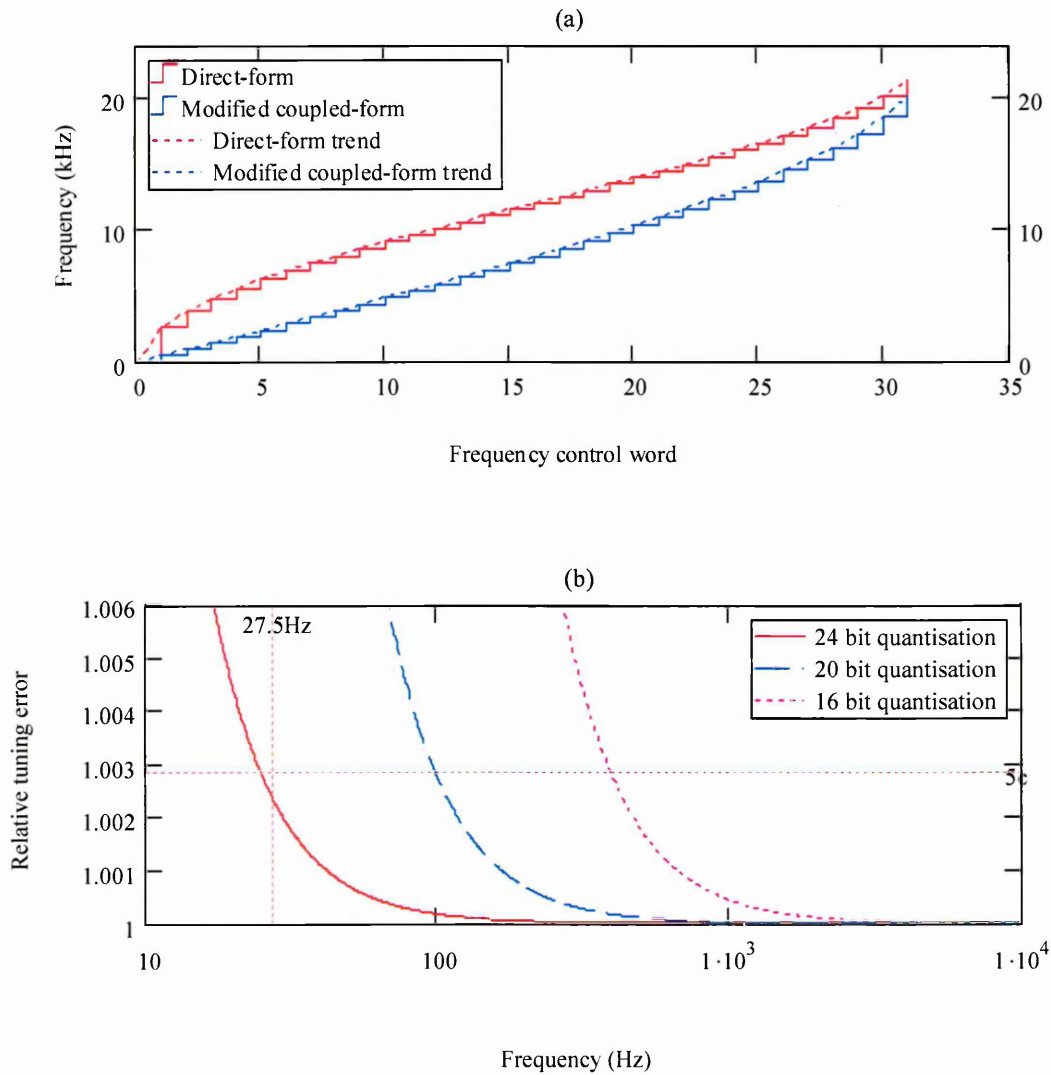 (a)
Direct-form
Modified coupled-form
Direct-form trend
Modified coupled-form trend
Frequency (kHz)
20
10
0
20
10
0
0 5 10 15 20 25 30 35
Frequency control word
(b)
27.5Hz
24 bit quantisation
20 bit quantisation
16 bit quantisation
Relative tuning error
1.006
1.005
1.004
1.003
1.002
1.001
1
5c
10 100 1·10³ 1·10⁴
Frequency (Hz)